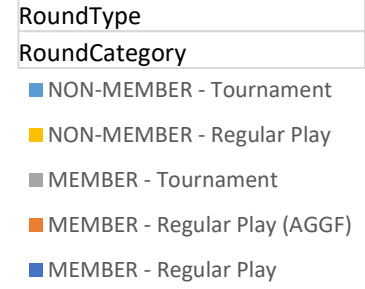 RoundType
RoundCategory
NON-MEMBER - Tournament
NON-MEMBER - Regular Play
MEMBER - Tournament
MEMBER - Regular Play (AGGF)
MEMBER - Regular Play